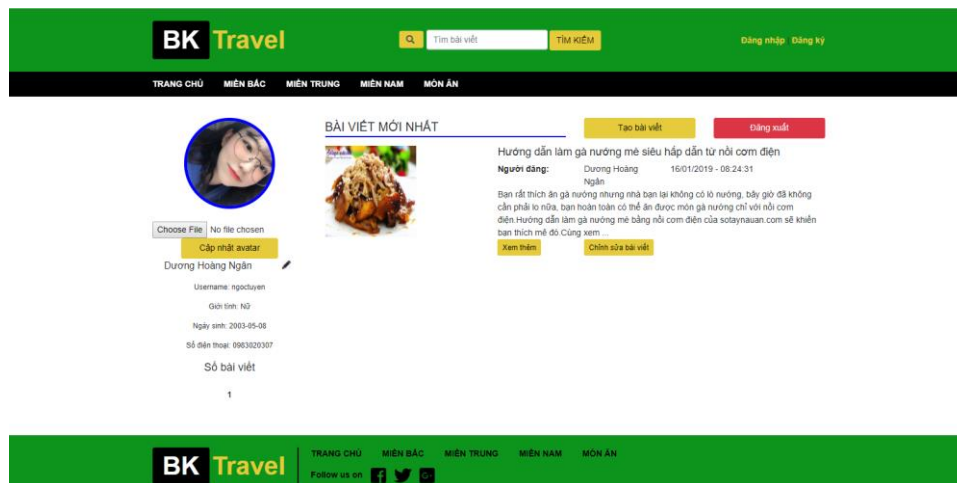 BK Travel
Tìm bài viết
TÌM KIẾM
Đăng nhập Đăng ký
TRANG CHỦ MIỀN BẮC MIỀN TRUNG MIỀN NAM MÓN ĂN
Choose File No file chosen
Cập nhật avatar
Dương Hoàng Ngân
Username: ngoctuyen
Giới tính: Nữ
Ngày sinh: 2003-05-08
Số điện thoại: 0983020307
Số bài viết
1
BÀI VIẾT MỚI NHẤT
Tạo bài viết
Đăng xuất
Hướng dẫn làm gà nướng mè siêu hấp dẫn từ nồi cơm điện
Người đăng: Dương Hoàng Ngân 16/01/2019 - 08:24:31
Bạn rất thích ăn gà nướng nhưng nhà bạn lại không có lò nướng, bây giờ đã không
cần phải lo nữa, bạn hoàn toàn có thể ăn được món gà nướng chỉ với nồi cơm
điện.Hướng dẫn làm gà nướng mè bằng nồi cơm điện của sotaynauan.com sẽ khiến
bạn thích mê đó.Cùng xem ...
Xem thêm
Chỉnh sửa bài viết
BK Travel
TRANG CHỦ MIỀN BẮC MIỀN TRUNG MIỀN NAM MÓN ĂN
Follow us on